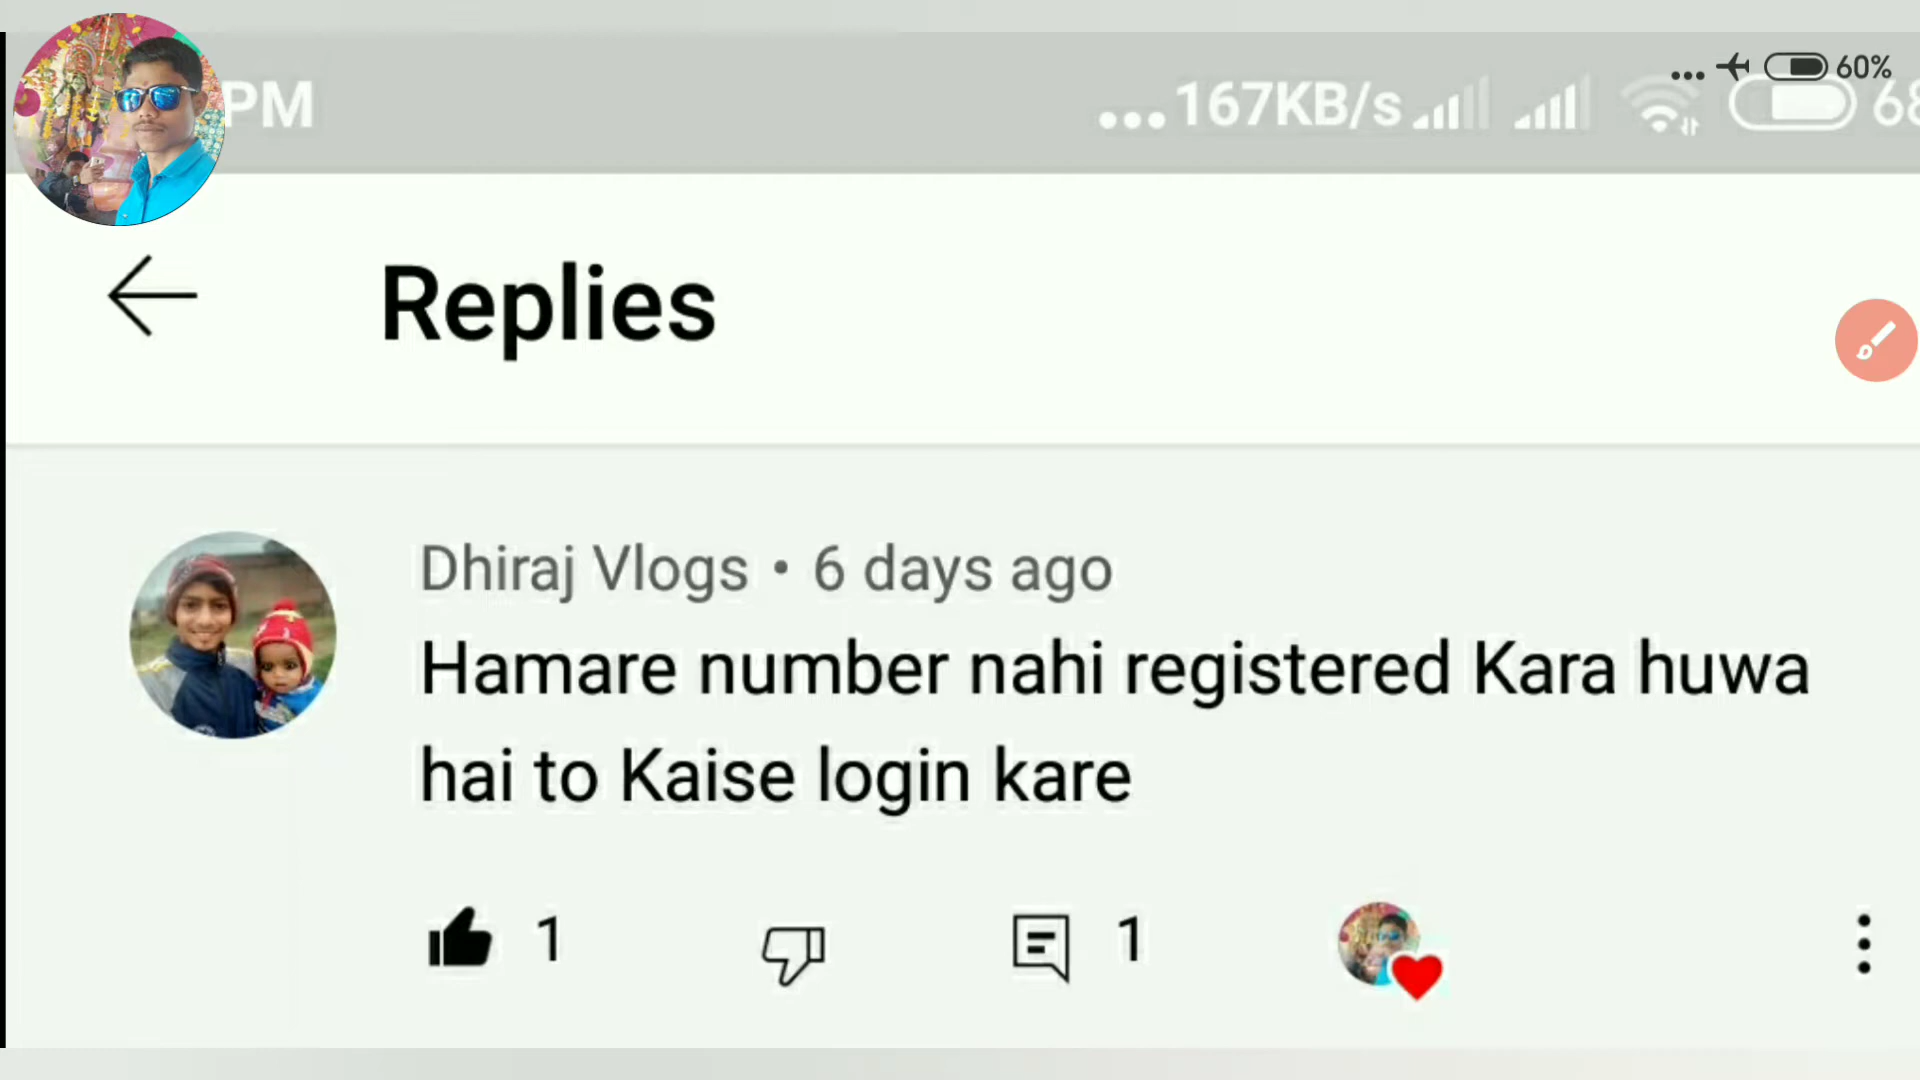 60%
PM
...167KB/s
Replies
Dhiraj Vlogs • 6 days ago
Hamare number nahi registered Kara huwa
hai to Kaise login kare
1
1